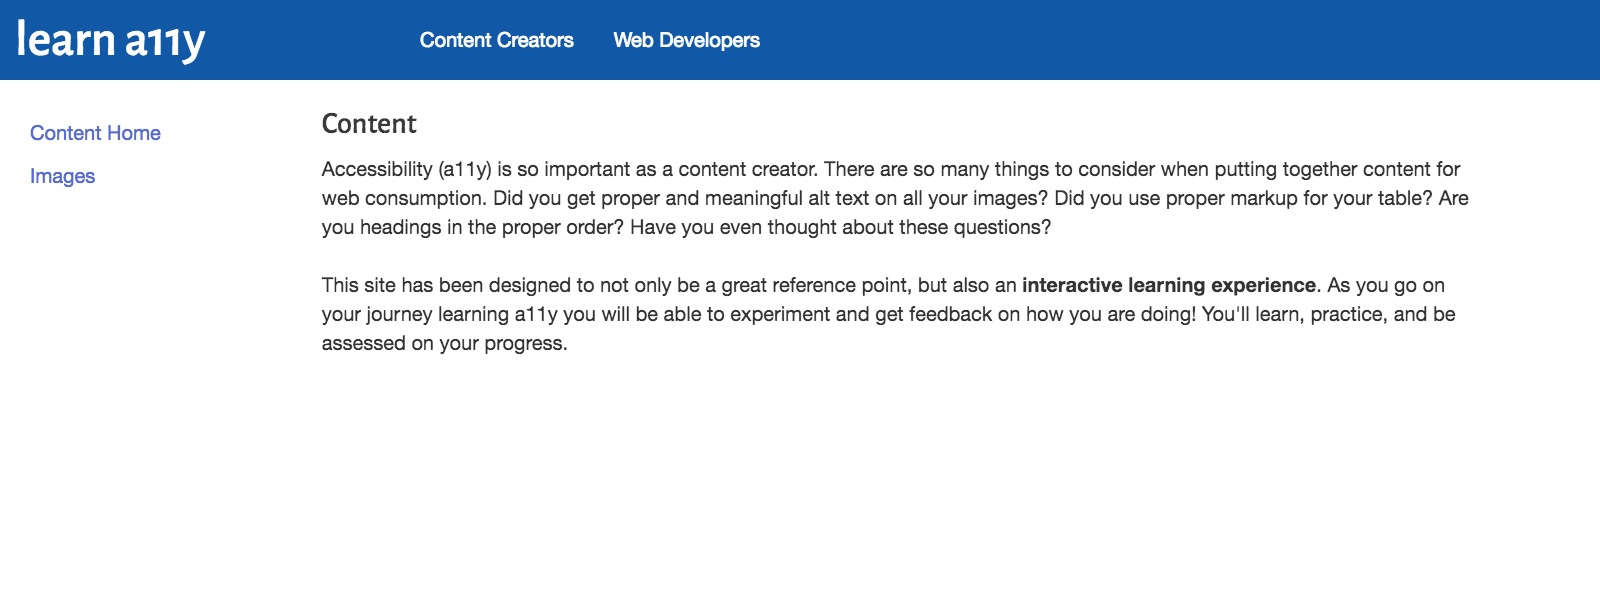 learn a11y
Content Creators
Web Developers
Content Home
Images
Content
Accessibility (a11y) is so important as a content creator. There are so many things to consider when putting together content for
web consumption. Did you get proper and meaningful alt text on all your images? Did you use proper markup for your table? Are
you headings in the proper order? Have you even thought about these questions?
This site has been designed to not only be a great reference point, but also an interactive learning experience. As you go on
your journey learning a11y you will be able to experiment and get feedback on how you are doing! You'll learn, practice, and be
assessed on your progress.